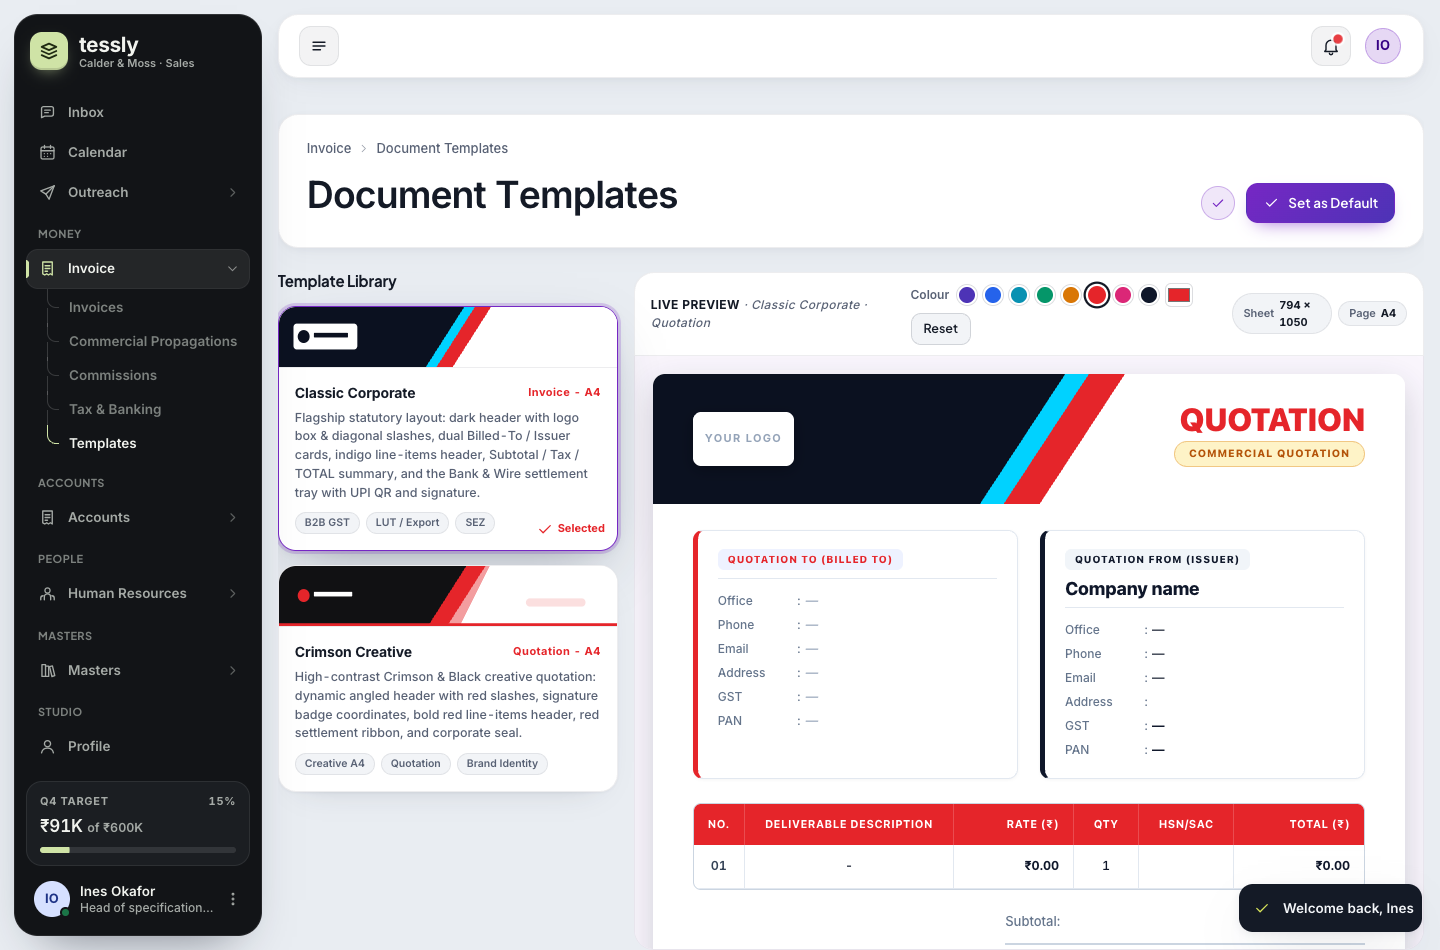 tessly
Calder & Moss · Sales
Inbox
Calendar
Outreach
MONEY
Invoice
Invoices
Commercial Propagations
Commissions
Tax & Banking
Templates
ACCOUNTS
Accounts
PEOPLE
Human Resources
MASTERS
Masters
STUDIO
Profile
Q4 TARGET 15%
₹91K of ₹600K
IO
Ines Okafor
Head of specification...
IO
Invoice > Document Templates
Document Templates
Set as Default
Template Library
Classic Corporate Invoice - A4
Flagship statutory layout: dark header with logo
box & diagonal slashes, dual Billed-To / Issuer
cards, indigo line-items header, Subtotal / Tax /
TOTAL summary, and the Bank & Wire settlement
tray with UPI QR and signature.
B2B GST LUT / Export SEZ
Selected
Crimson Creative Quotation - A4
High-contrast Crimson & Black creative quotation:
dynamic angled header with red slashes, signature
badge coordinates, bold red line-items header, red
settlement ribbon, and corporate seal.
Creative A4 Quotation Brand Identity
LIVE PREVIEW · Classic Corporate ·
Quotation
Colour
Reset
Sheet 794 ×
1050
Page A4
YOUR LOGO
QUOTATION
COMMERCIAL QUOTATION
QUOTATION TO (BILLED TO)
Office : —
Phone : —
Email : —
Address : —
GST : —
PAN : —
QUOTATION FROM (ISSUER)
Company name
Office : —
Phone : —
Email : —
Address :
GST : —
PAN : —
NO. DELIVERABLE DESCRIPTION RATE (₹) QTY HSN/SAC TOTAL (₹)
01 - ₹0.00 1 ₹0.00
Subtotal:
Welcome back, Ines